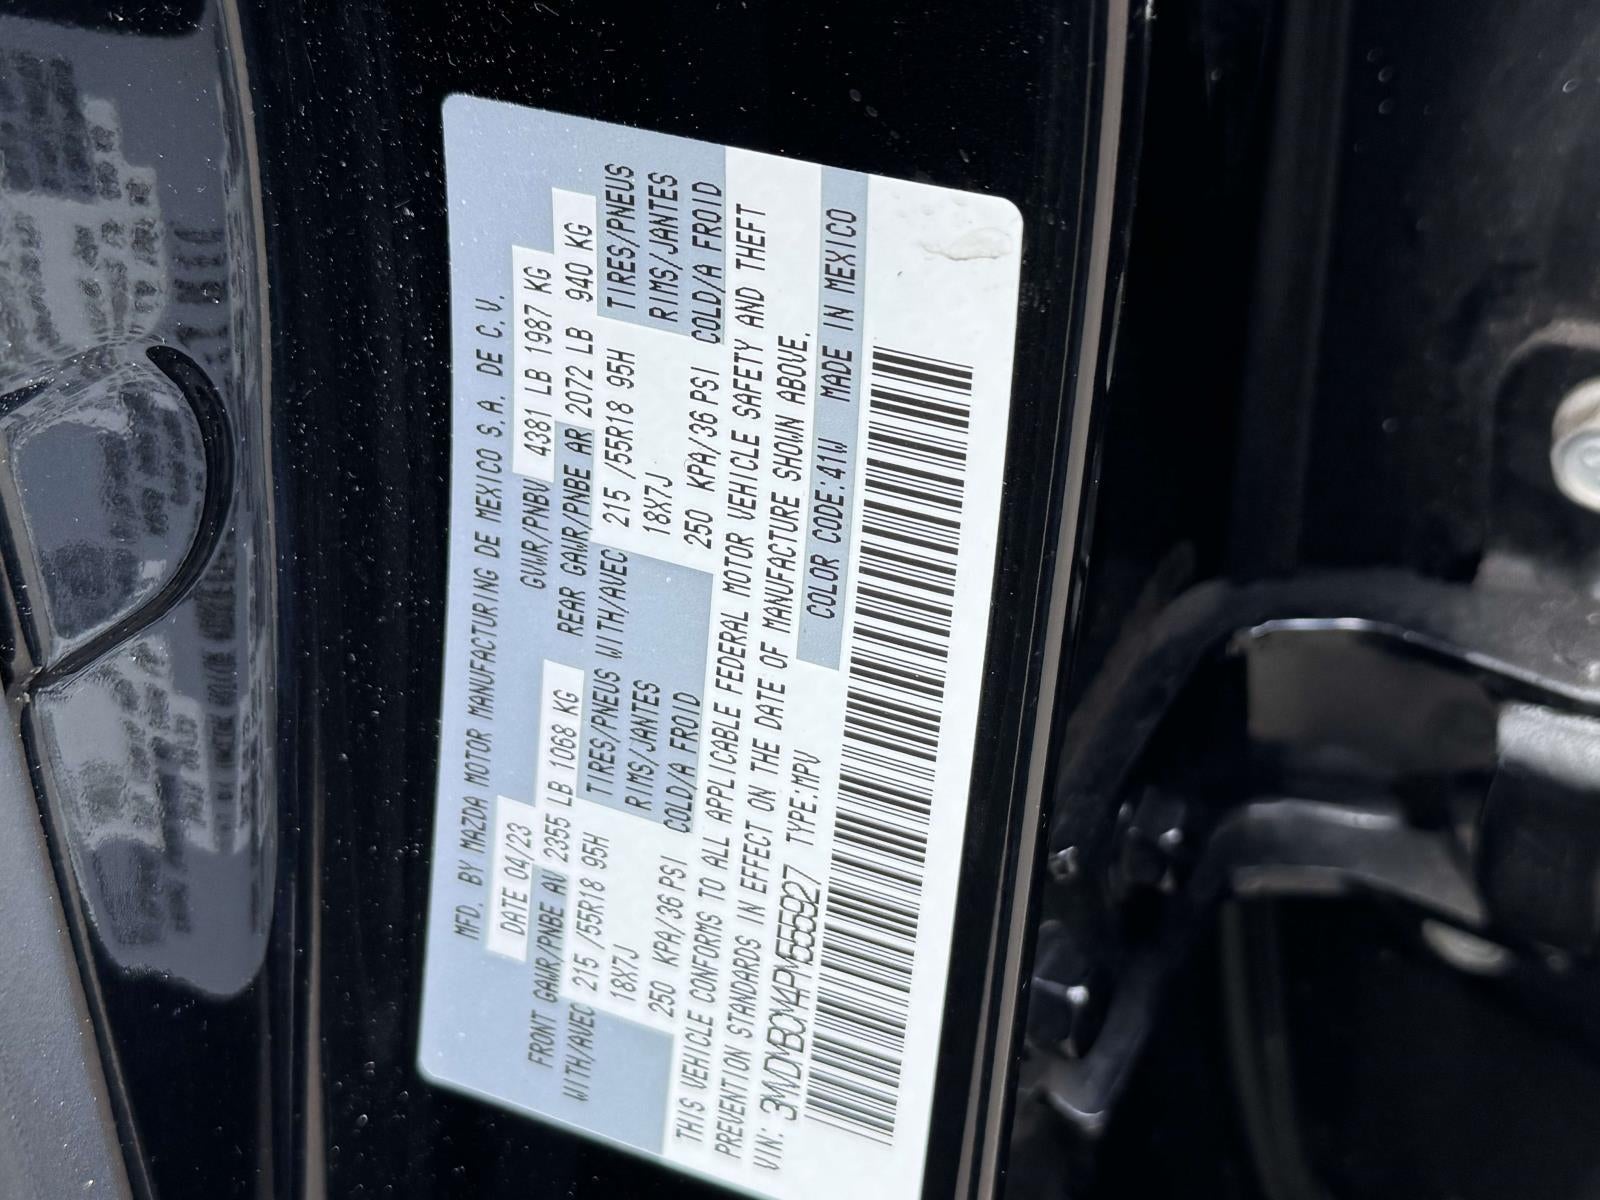 MFD. BY MAZDA MOTOR MANUFACTURING DE MEXICO S.A. DE C.V.
DATE 04/23 GVWR/PNBV 4381 LB 1987 KG
FRONT GAWR/PNBE AV 2355 LB 1068 KG REAR GAWR/PNBE AR 2072 LB 940 KG
WITH/AVEC 215 /55R18 95H TIRES/PNEUS WITH/AVEC 215 /55R18 95H TIRES/PNEUS
18X7J RIMS/JANTES 18X7J RIMS/JANTES
250 KPA/36 PSI COLD/A FROID 250 KPA/36 PSI COLD/A FROID
THIS VEHICLE CONFORMS TO ALL APPLICABLE FEDERAL MOTOR VEHICLE SAFETY AND THEFT
PREVENTION STANDARDS IN EFFECT ON THE DATE OF MANUFACTURE SHOWN ABOVE.
VIN: 3MVDMBCM4PM555927 TYPE:MPV COLOR CODE:41W MADE IN MEXICO